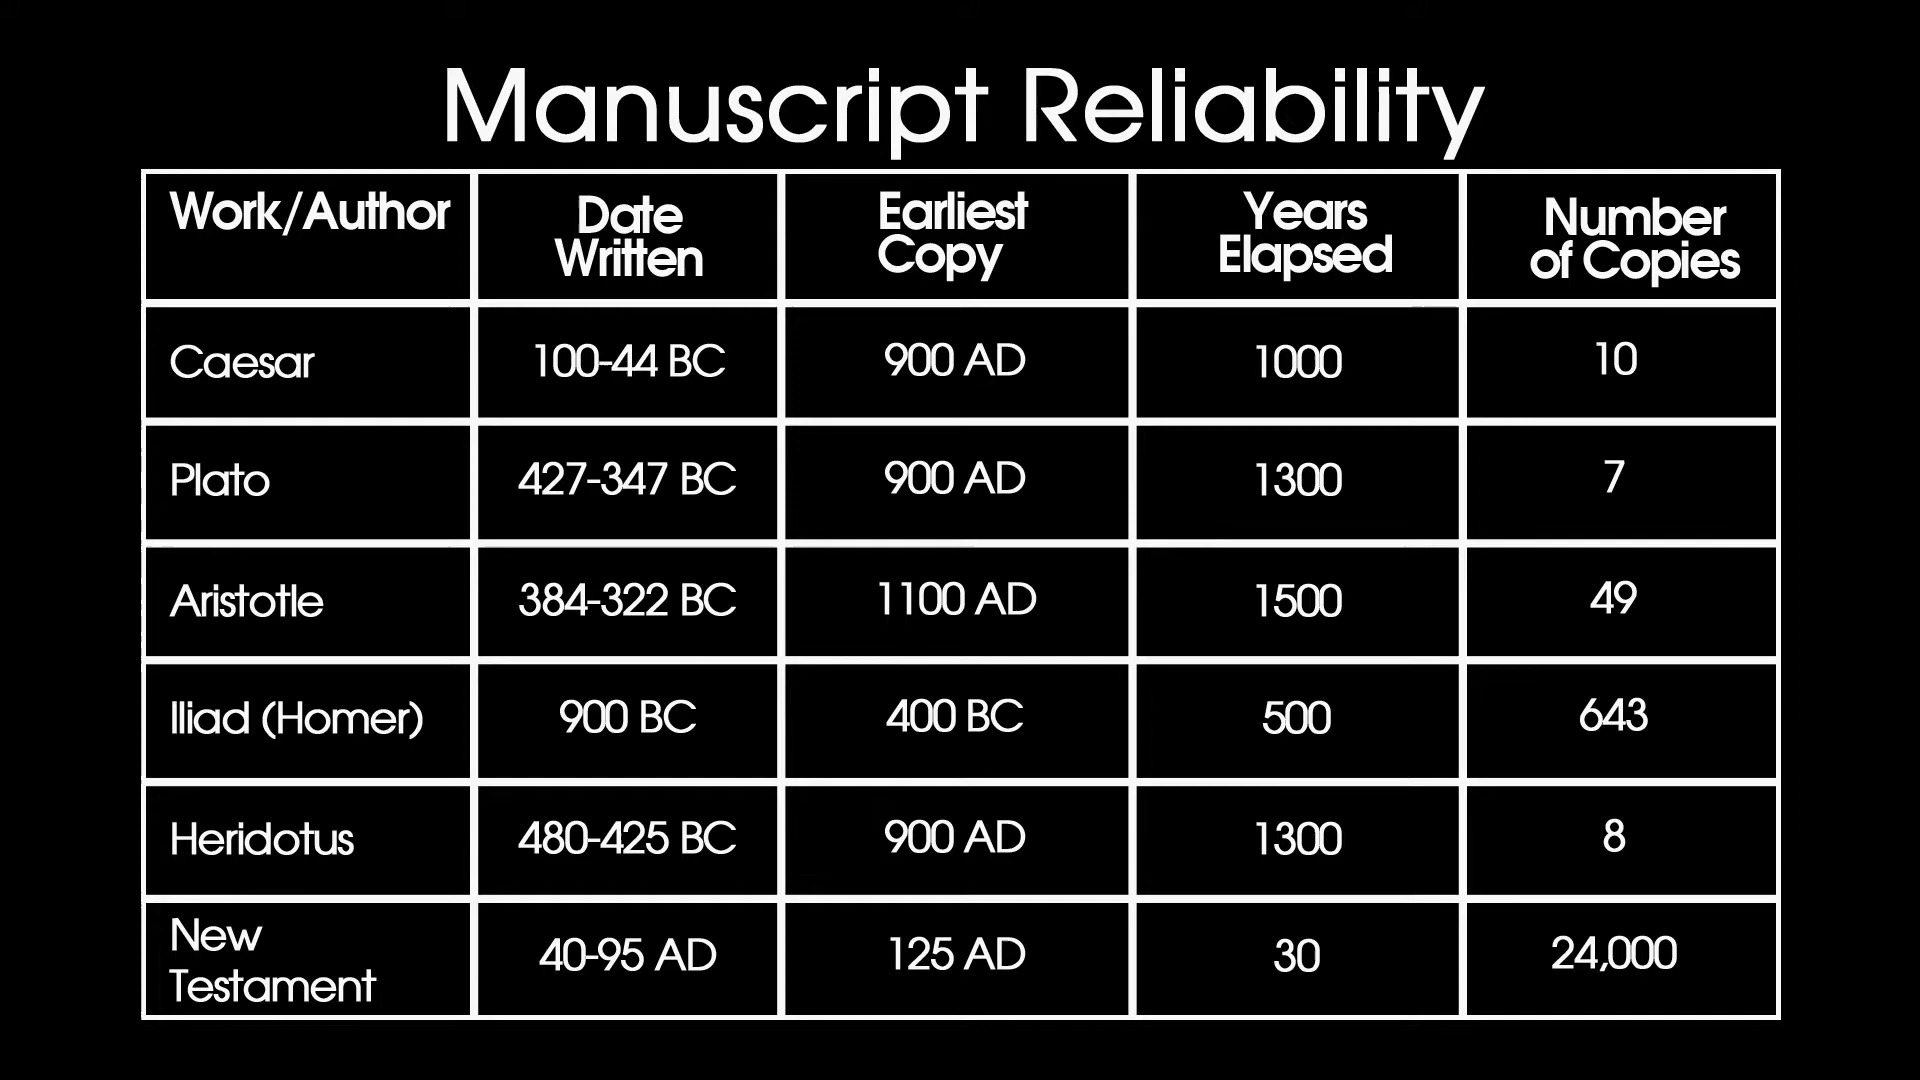 Manuscript Reliability
Work/Author
Date
Written
Earliest
Copy
Years
Elapsed
Number
of Copies
Caesar
100-44 BC
900 AD
1000
10
Plato
427-347 BC
900 AD
1300
7
Aristotle
384-322 BC
1100 AD
1500
49
Iliad (Homer)
900 BC
400 BC
500
643
Heridotus
480-425 BC
900 AD
1300
8
New
Testament
40-95 AD
125 AD
30
24,000